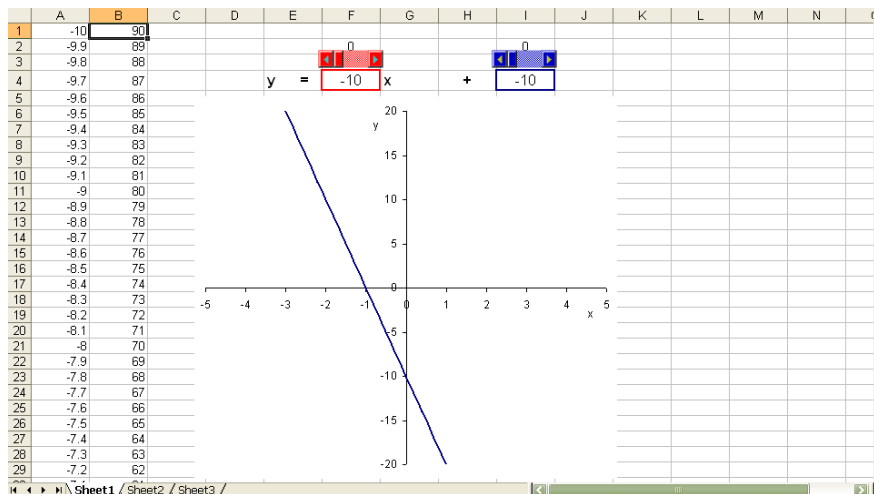 A B C D E F G H I J K L M N
1 -10 90
2 -9.9 89 0 0
3 -9.8 88
4 -9.7 87 y = -10 x + -10
5 -9.6 86
6 -9.5 85 20
7 -9.4 84 y
8 -9.3 83
9 -9.2 82 15
10 -9.1 81
11 -9 80
12 -8.9 79 10
13 -8.8 78
14 -8.7 77
15 -8.6 76 5
16 -8.5 75
17 -8.4 74 0
18 -8.3 73 -5 -4 -3 -2 -1 0 1 2 3 4 5
19 -8.2 72 x
20 -8.1 71 -5
21 -8 70
22 -7.9 69
23 -7.8 68 -10
24 -7.7 67
25 -7.6 66
26 -7.5 65 -15
27 -7.4 64
28 -7.3 63
29 -7.2 62 -20
Sheet1 / Sheet2 / Sheet3 /